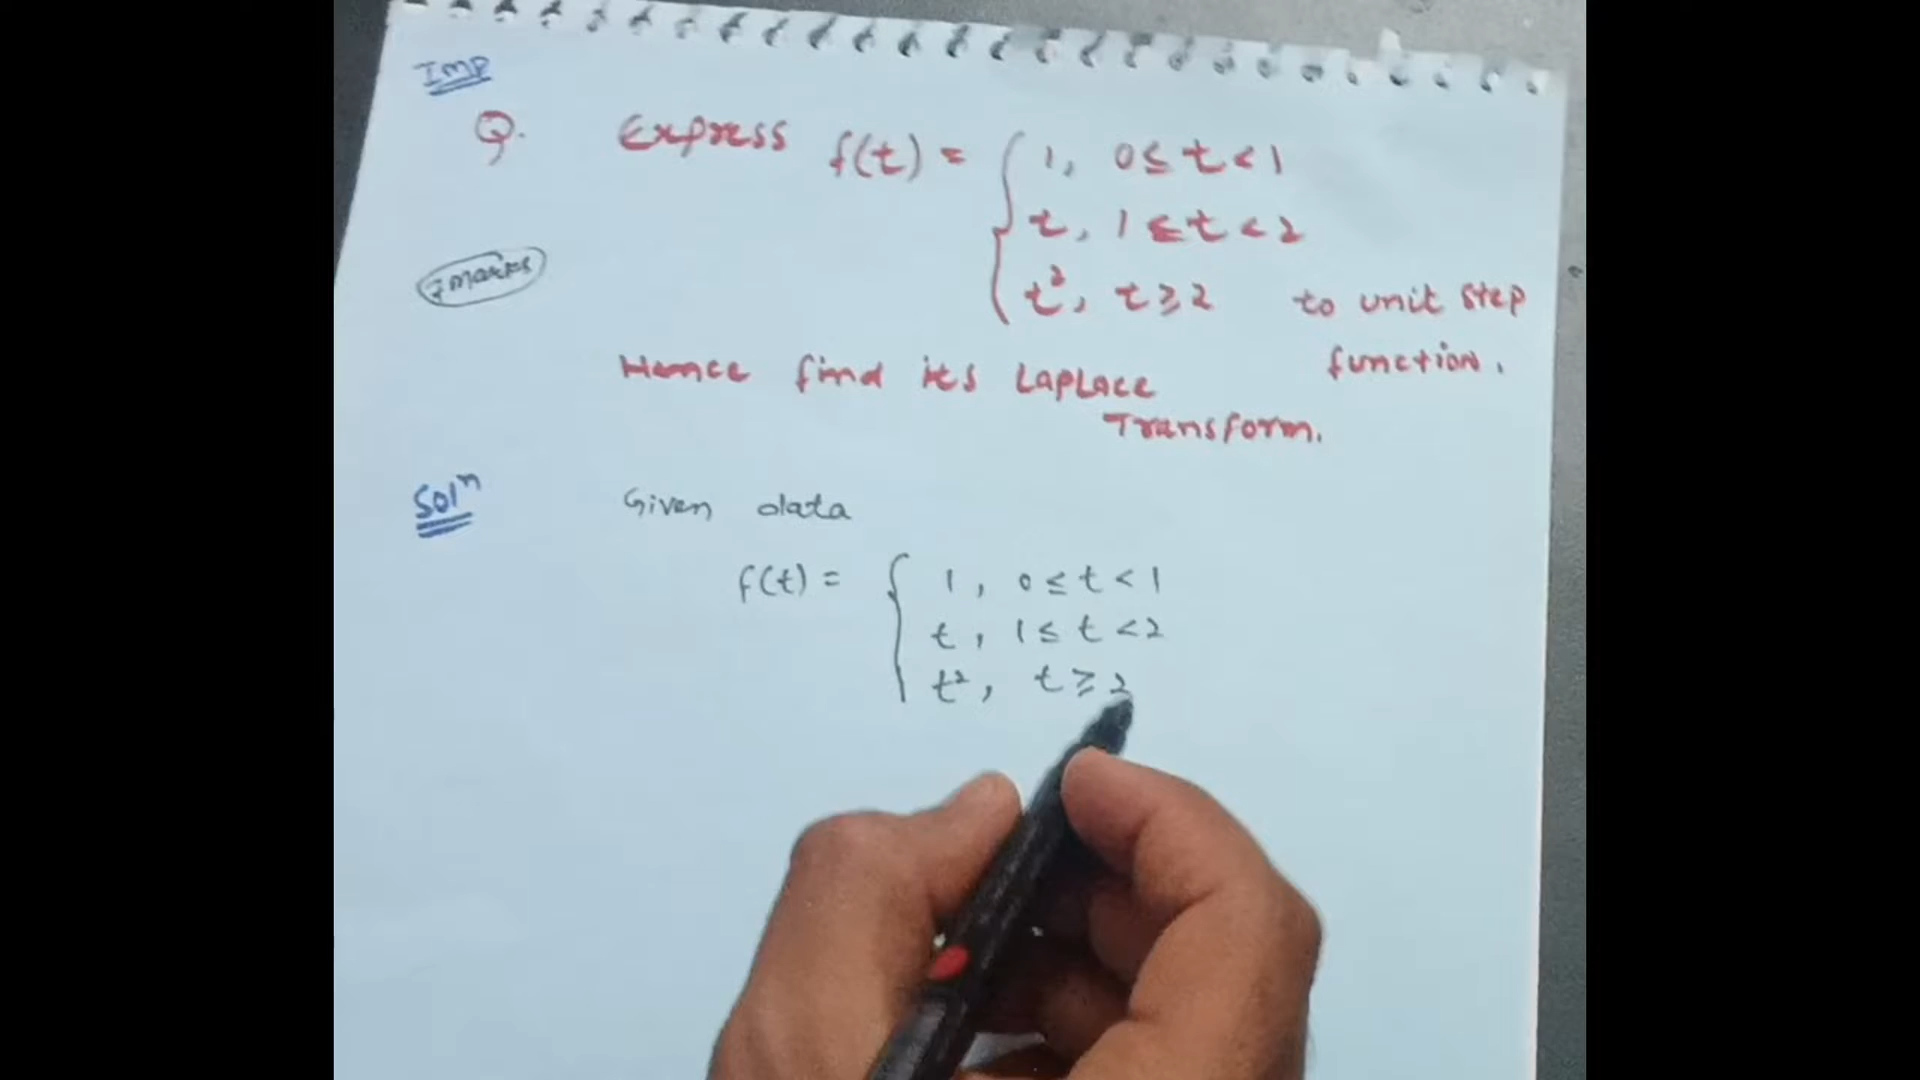 Imp
Q. Express f(t) = { 1, 0 ≤ t < 1
t, 1 ≤ t < 2
t², t ≥ 2 to unit step
function.
7 marks
Hence find its Laplace
Transform.
Solⁿ Given data
f(t) = { 1, 0 ≤ t < 1
t, 1 ≤ t < 2
t², t ≥ 2